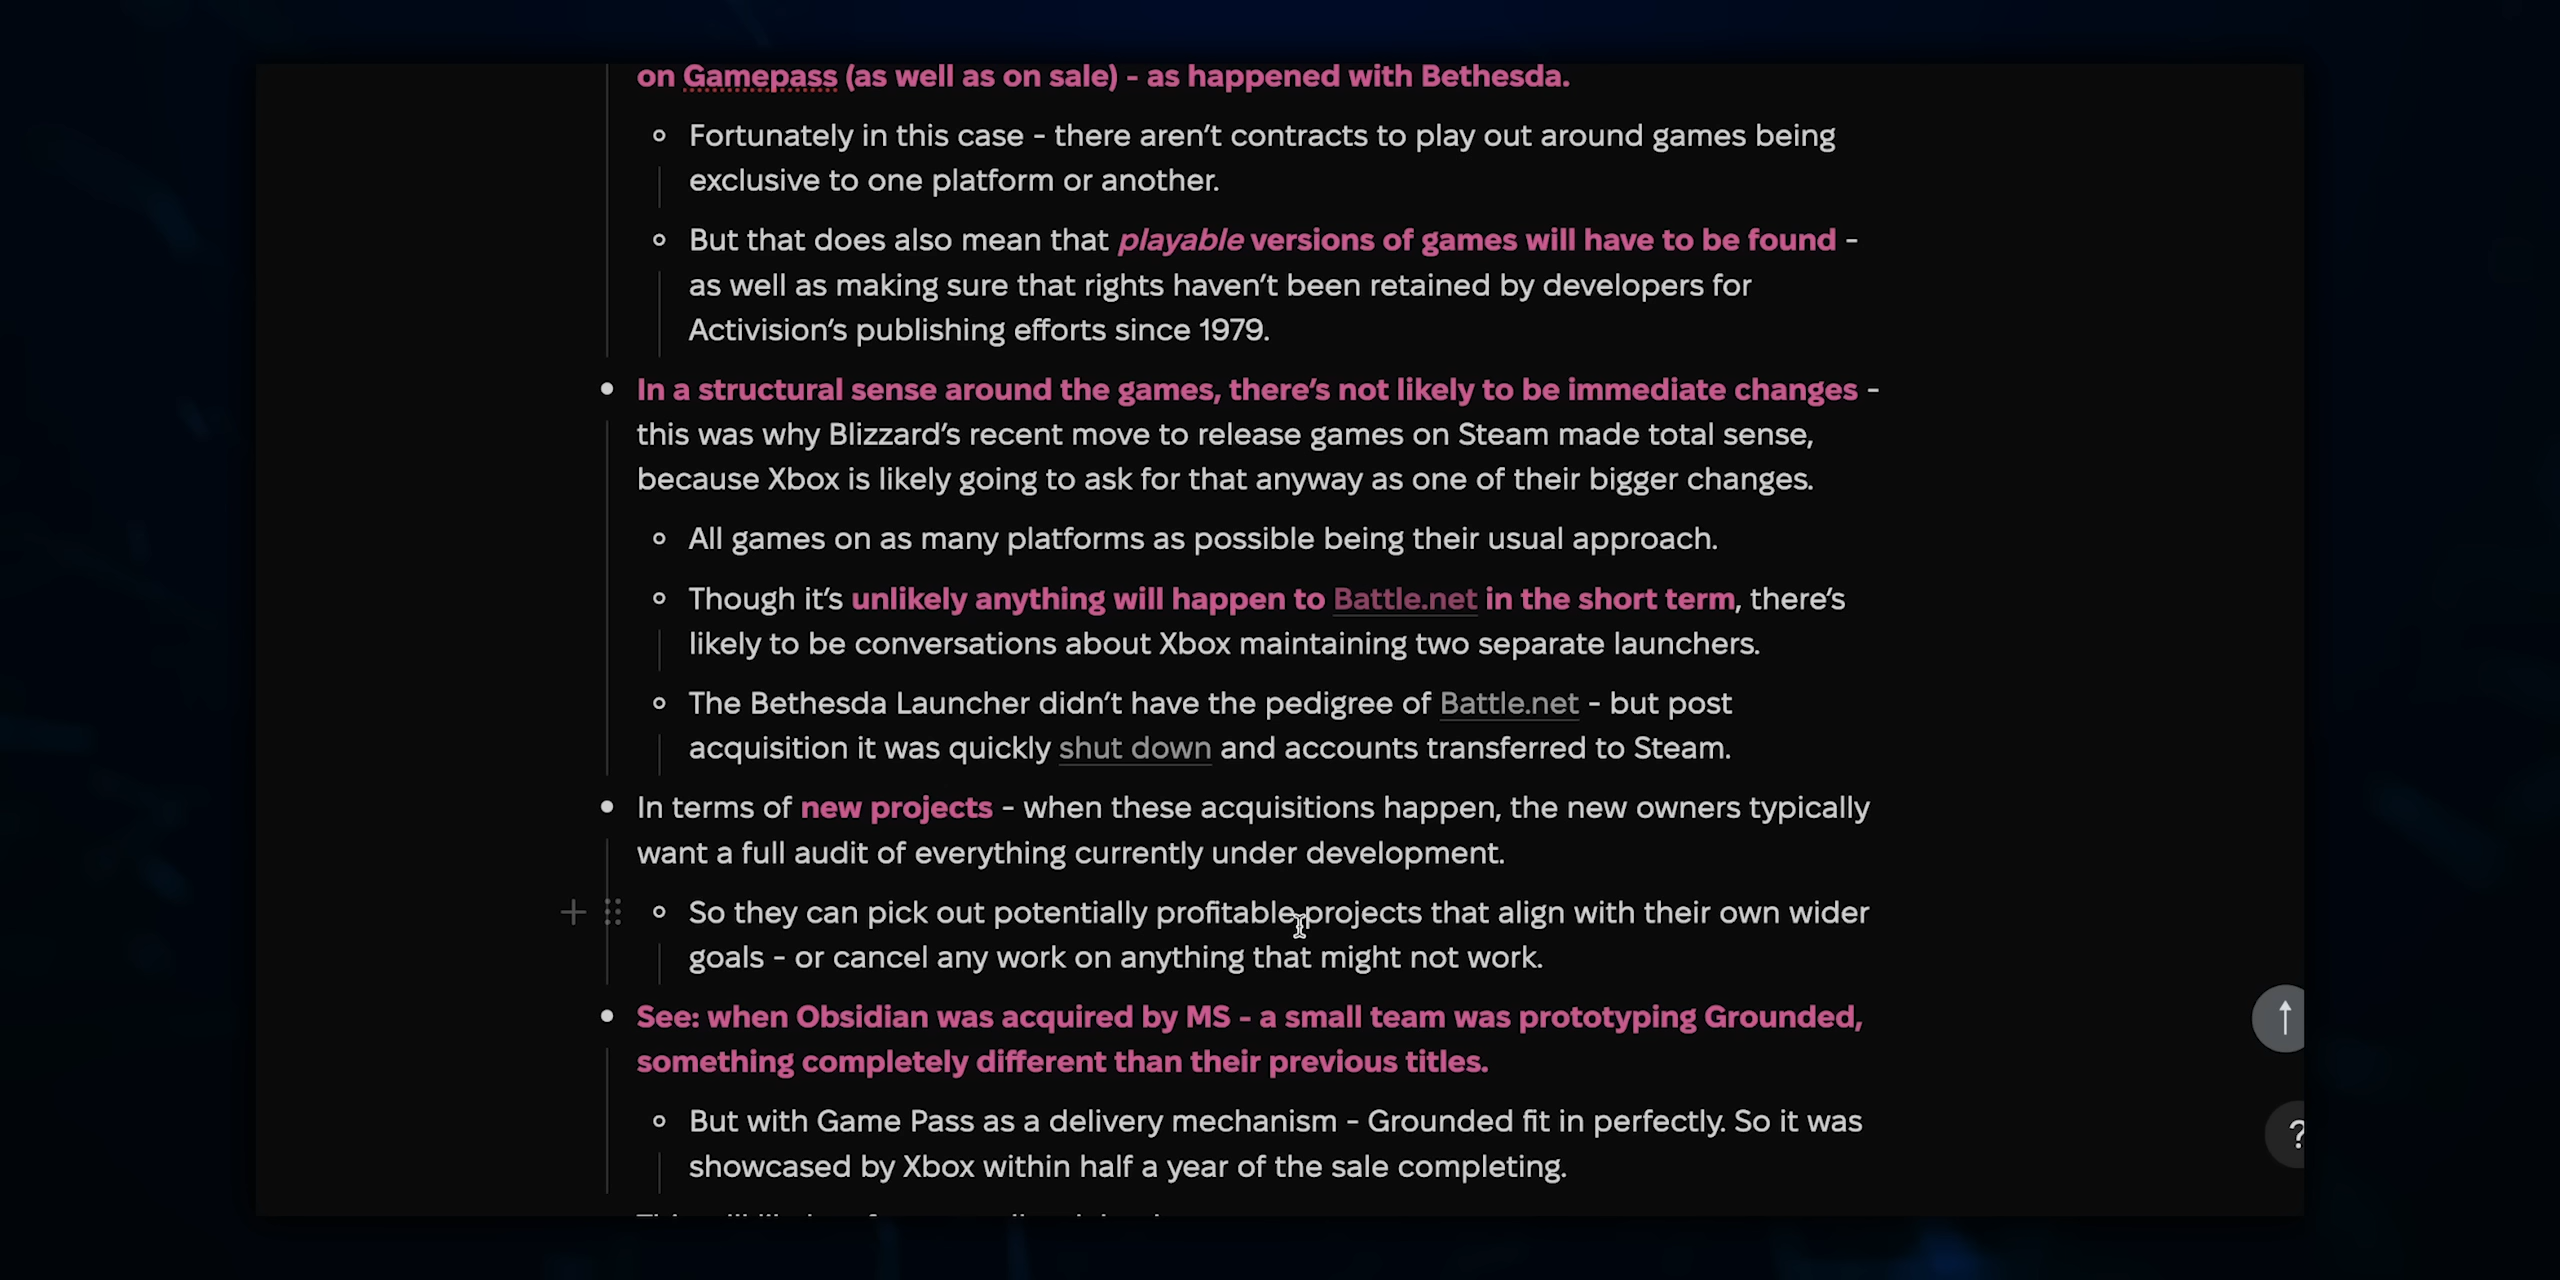 on Gamepass (as well as on sale) - as happened with Bethesda.
Fortunately in this case - there aren't contracts to play out around games being
exclusive to one platform or another.
But that does also mean that playable versions of games will have to be found -
as well as making sure that rights haven't been retained by developers for
Activision's publishing efforts since 1979.
In a structural sense around the games, there's not likely to be immediate changes -
this was why Blizzard's recent move to release games on Steam made total sense,
because Xbox is likely going to ask for that anyway as one of their bigger changes.
All games on as many platforms as possible being their usual approach.
Though it's unlikely anything will happen to Battle.net in the short term, there's
likely to be conversations about Xbox maintaining two separate launchers.
The Bethesda Launcher didn't have the pedigree of Battle.net - but post
acquisition it was quickly shut down and accounts transferred to Steam.
In terms of new projects - when these acquisitions happen, the new owners typically
want a full audit of everything currently under development.
So they can pick out potentially profitable projects that align with their own wider
goals - or cancel any work on anything that might not work.
See: when Obsidian was acquired by MS - a small team was prototyping Grounded,
something completely different than their previous titles.
But with Game Pass as a delivery mechanism - Grounded fit in perfectly. So it was
showcased by Xbox within half a year of the sale completing.
?